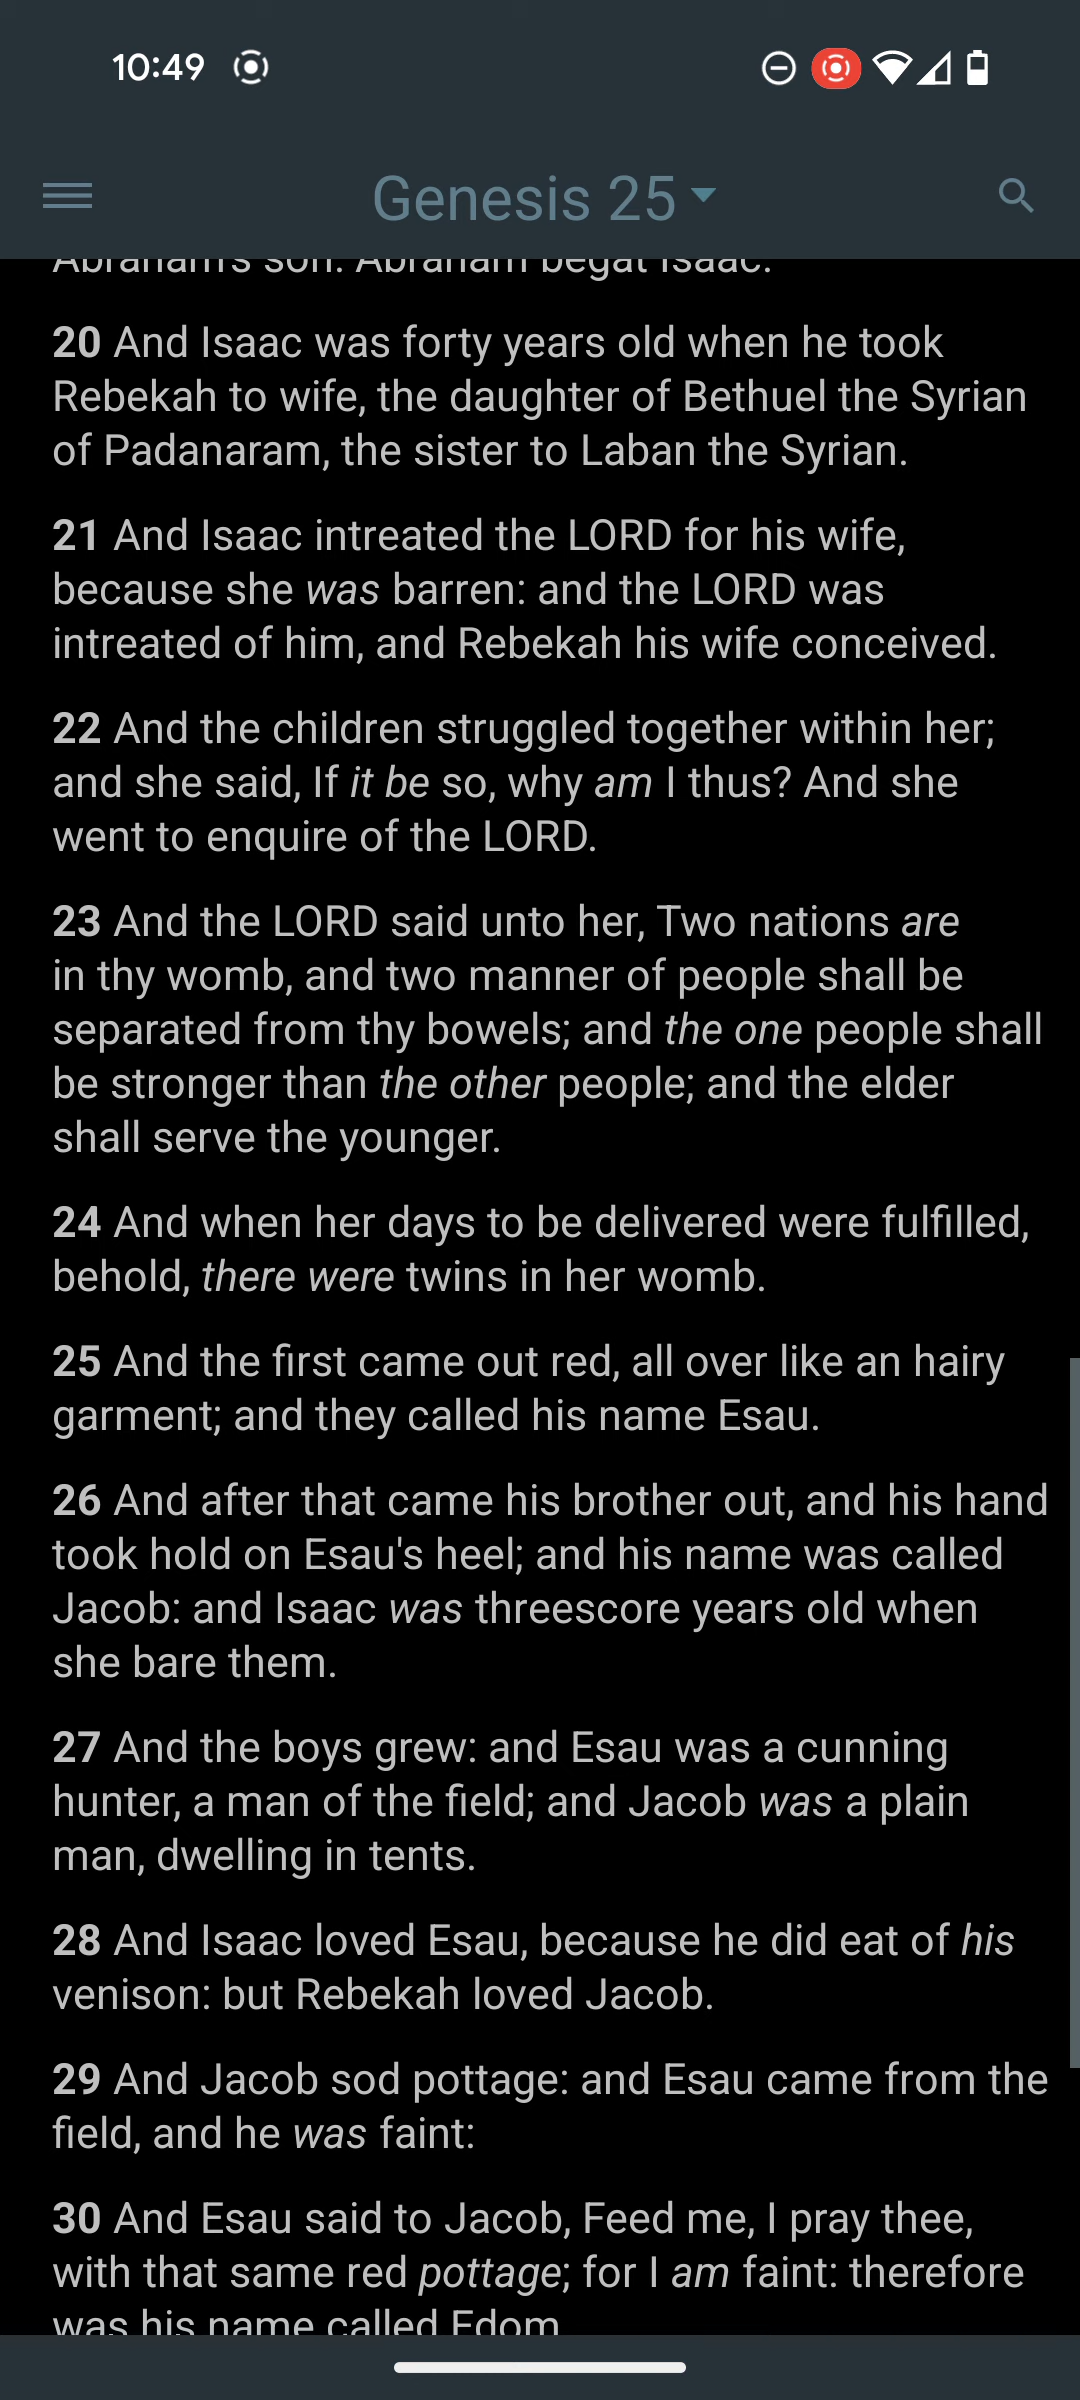 10:49
Genesis 25
Abraham's son: Abraham begat Isaac:
20 And Isaac was forty years old when he took
Rebekah to wife, the daughter of Bethuel the Syrian
of Padanaram, the sister to Laban the Syrian.
21 And Isaac intreated the LORD for his wife,
because she was barren: and the LORD was
intreated of him, and Rebekah his wife conceived.
22 And the children struggled together within her;
and she said, If it be so, why am I thus? And she
went to enquire of the LORD.
23 And the LORD said unto her, Two nations are
in thy womb, and two manner of people shall be
separated from thy bowels; and the one people shall
be stronger than the other people; and the elder
shall serve the younger.
24 And when her days to be delivered were fulfilled,
behold, there were twins in her womb.
25 And the first came out red, all over like an hairy
garment; and they called his name Esau.
26 And after that came his brother out, and his hand
took hold on Esau's heel; and his name was called
Jacob: and Isaac was threescore years old when
she bare them.
27 And the boys grew: and Esau was a cunning
hunter, a man of the field; and Jacob was a plain
man, dwelling in tents.
28 And Isaac loved Esau, because he did eat of his
venison: but Rebekah loved Jacob.
29 And Jacob sod pottage: and Esau came from the
field, and he was faint:
30 And Esau said to Jacob, Feed me, I pray thee,
with that same red pottage; for I am faint: therefore
was his name called Edom